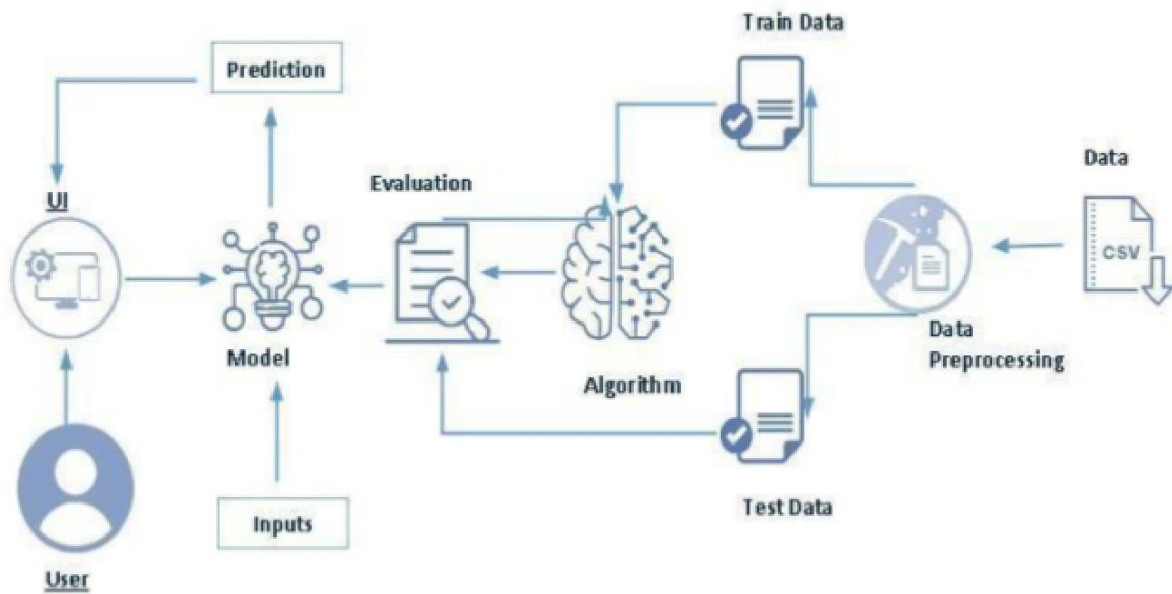 Train Data
Prediction
Data
Evaluation
UI
CSV
Data
Preprocessing
Model
Algorithm
Test Data
Inputs
User